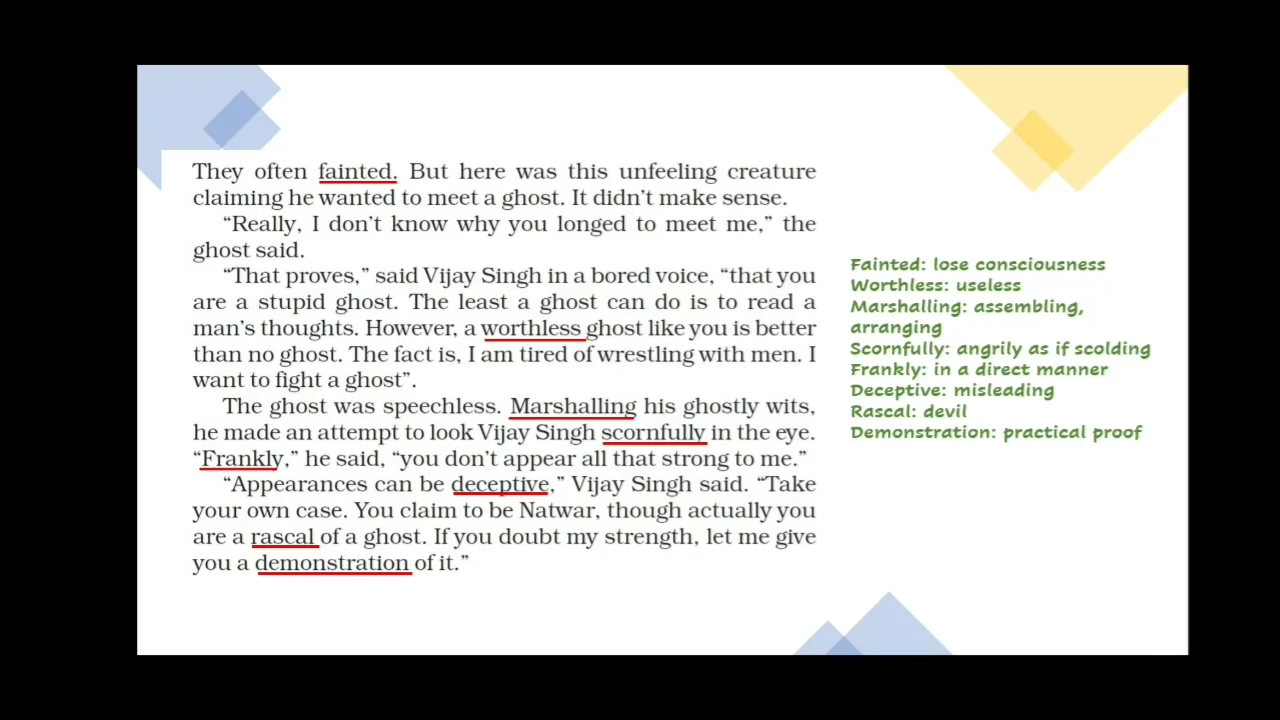 They often fainted. But here was this unfeeling creature
claiming he wanted to meet a ghost. It didn't make sense.
“Really, I don't know why you longed to meet me,” the
ghost said.
“That proves,” said Vijay Singh in a bored voice, “that you
are a stupid ghost. The least a ghost can do is to read a
man's thoughts. However, a worthless ghost like you is better
than no ghost. The fact is, I am tired of wrestling with men. I
want to fight a ghost”.
The ghost was speechless. Marshalling his ghostly wits,
he made an attempt to look Vijay Singh scornfully in the eye.
“Frankly,” he said, “you don't appear all that strong to me.”
“Appearances can be deceptive,” Vijay Singh said. “Take
your own case. You claim to be Natwar, though actually you
are a rascal of a ghost. If you doubt my strength, let me give
you a demonstration of it.”
Fainted: lose consciousness
Worthless: useless
Marshalling: assembling,
arranging
Scornfully: angrily as if scolding
Frankly: in a direct manner
Deceptive: misleading
Rascal: devil
Demonstration: practical proof